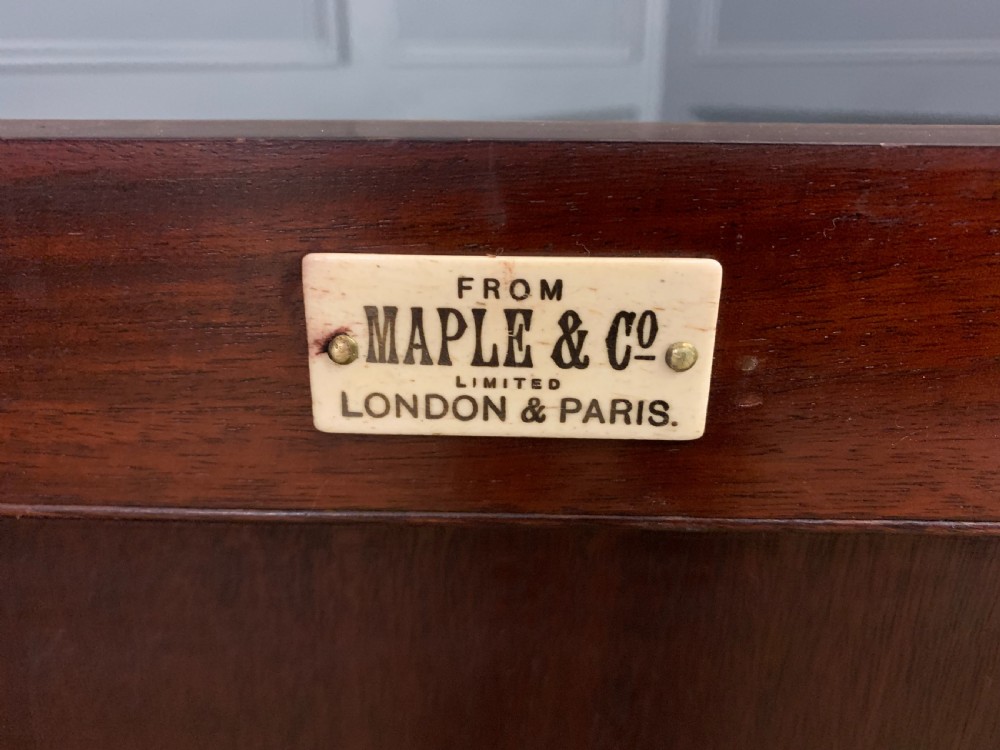 FROM
MAPLE & Co
LIMITED
LONDON & PARIS.